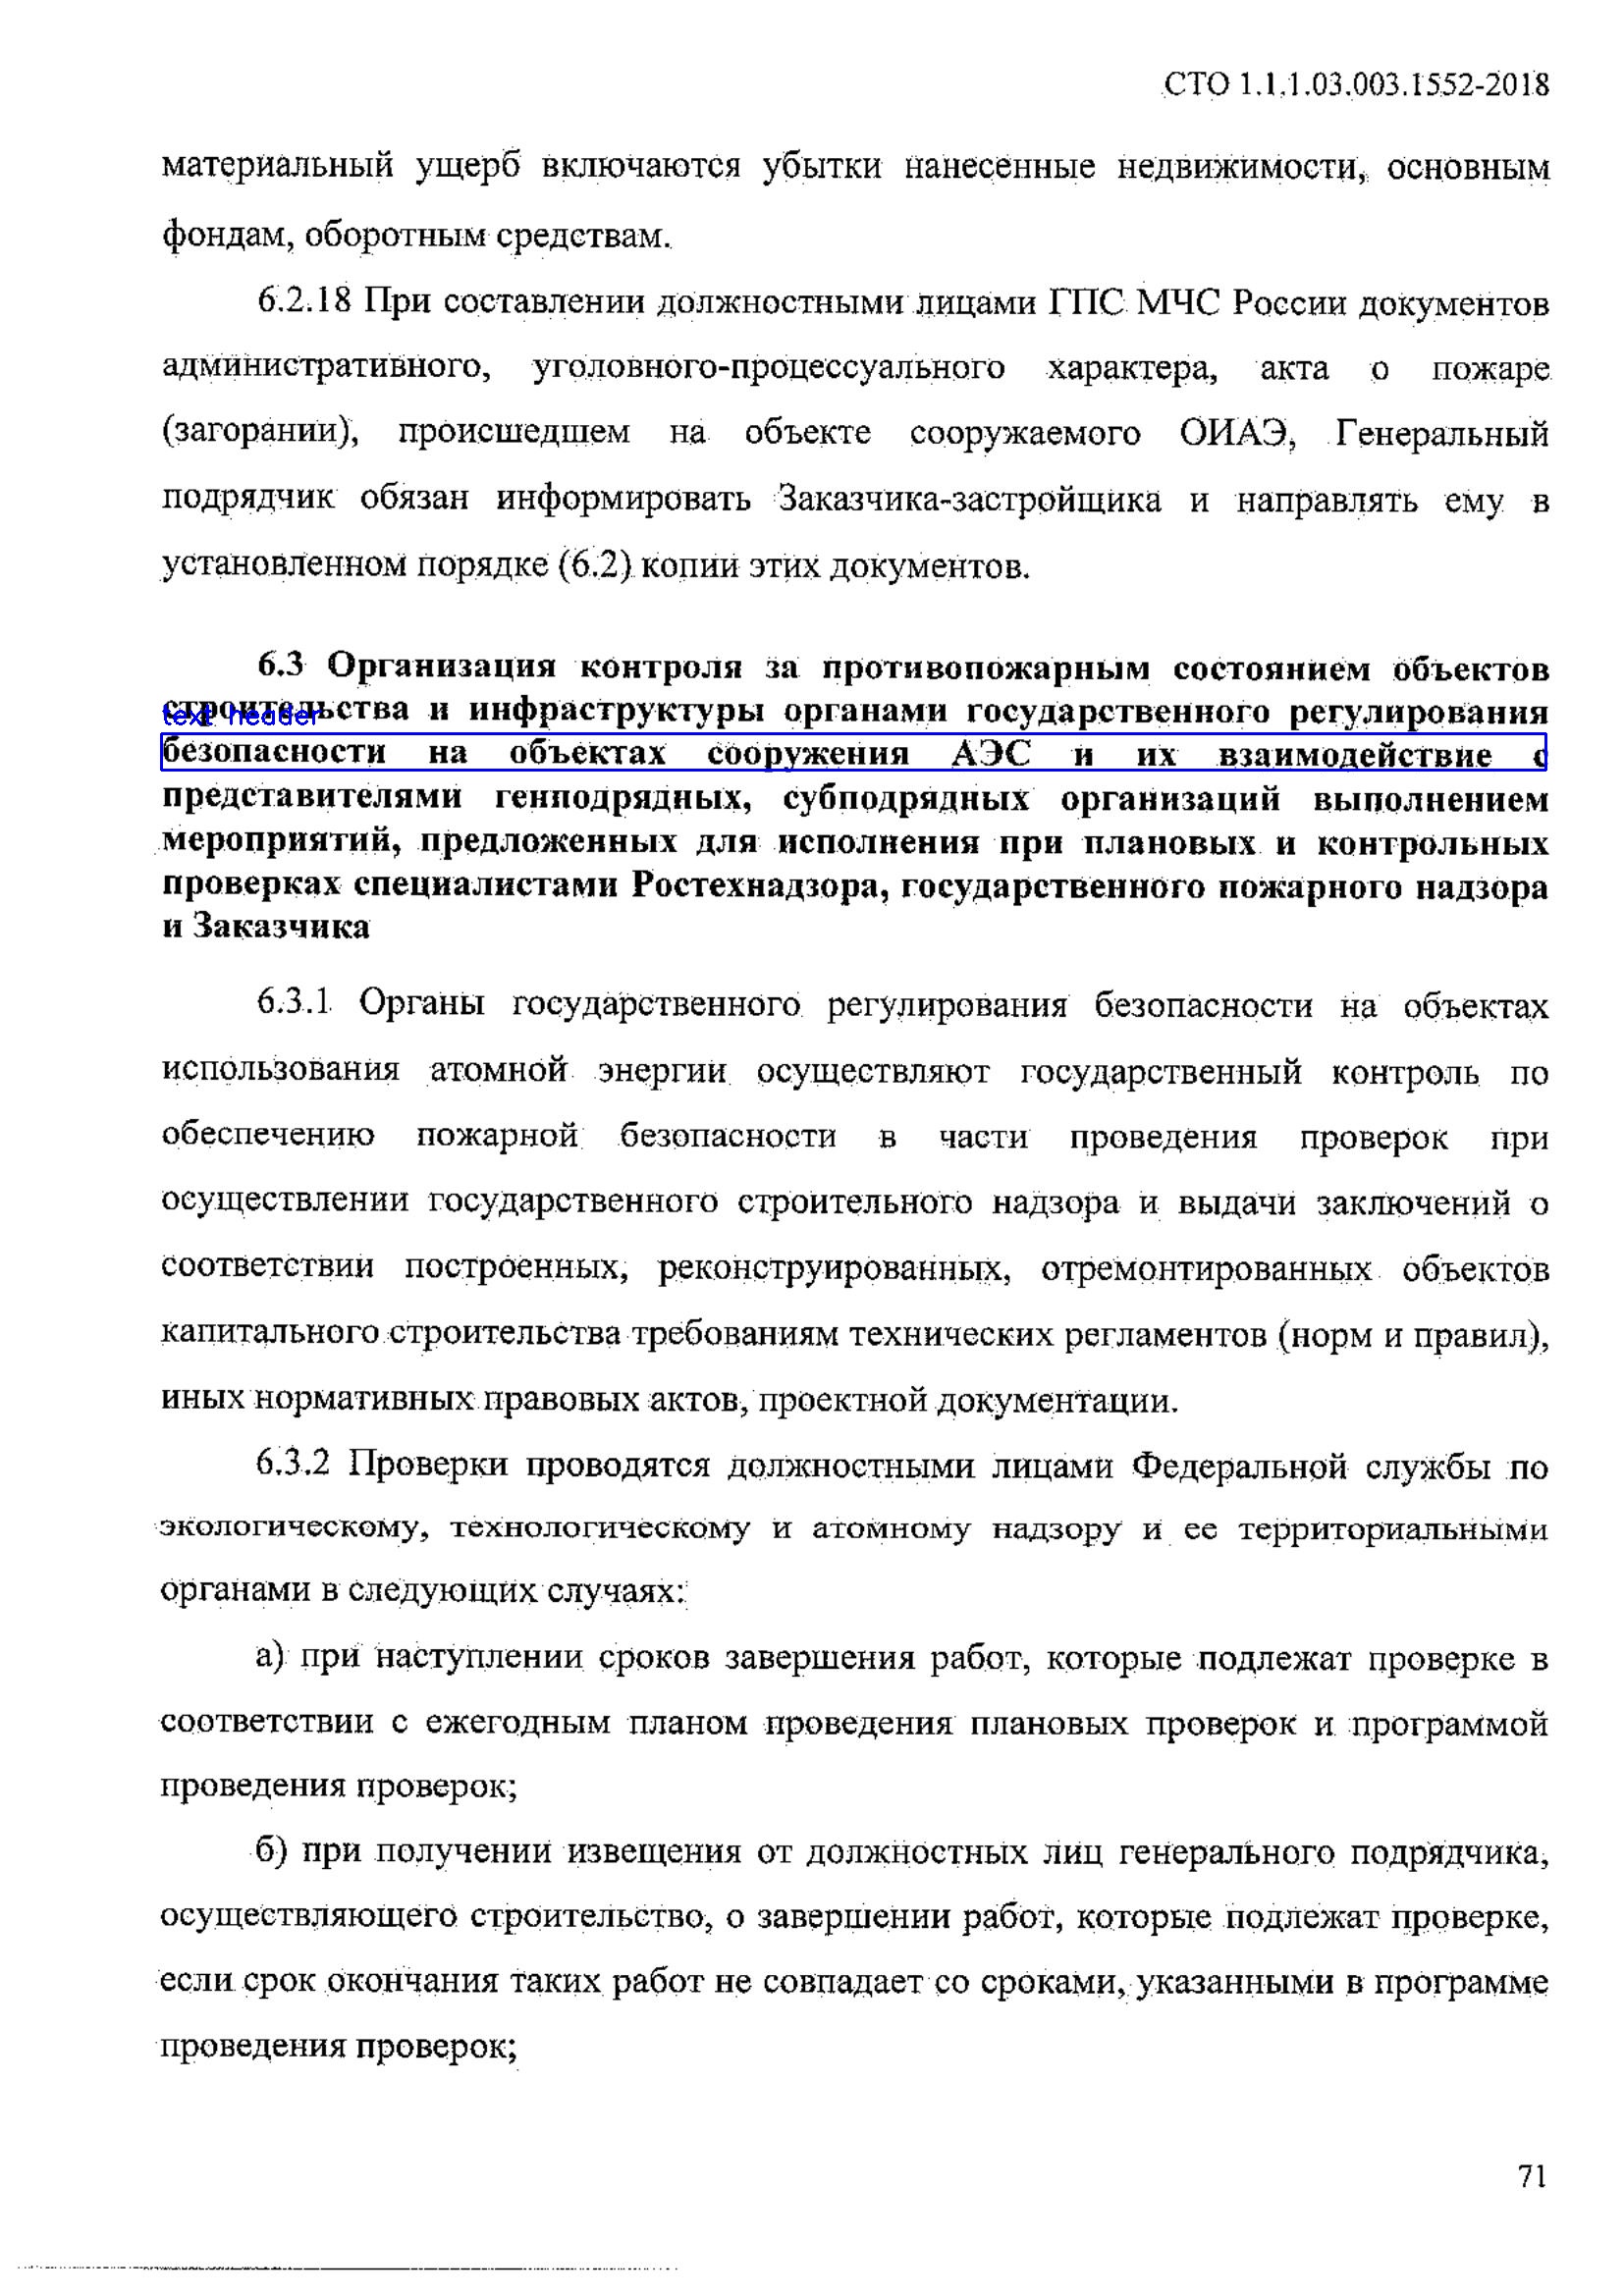 СТО 1.1.1.03.003.1552-2018
материальный ущерб включаются убытки нанесенные недвижимости, основным
фондам, оборотным средствам.
6.2.18 При составлении должностными лицами ГПС МЧС России документов
административного, уголовного-процессуального характера, акта о пожаре
(загорании), происшедшем на объекте сооружаемого ОИАЭ, Генеральный
подрядчик обязан информировать Заказчика-застройщика и направлять ему в
установленном порядке (6.2) копии этих документов.
6.3 Организация контроля за противопожарным состоянием объектов
строительства и инфраструктуры органами государственного регулирования
text header
безопасности на объектах сооружения АЭС и их взаимодействие с
представителями генподрядных, субподрядных организаций выполнением
мероприятий, предложенных для исполнения при плановых и контрольных
проверках специалистами Ростехнадзора, государственного пожарного надзора
и Заказчика
6.3.1 Органы государственного регулирования безопасности на объектах
использования атомной энергии осуществляют государственный контроль по
обеспечению пожарной безопасности в части проведения проверок при
осуществлении государственного строительного надзора и выдачи заключений о
соответствии построенных, реконструированных, отремонтированных объектов
капитального строительства требованиям технических регламентов (норм и правил),
иных нормативных правовых актов, проектной документации.
6.3.2 Проверки проводятся должностными лицами Федеральной службы по
экологическому, технологическому и атомному надзору и ее территориальными
органами в следующих случаях:
а) при наступлении сроков завершения работ, которые подлежат проверке в
соответствии с ежегодным планом проведения плановых проверок и программой
проведения проверок;
б) при получении извещения от должностных лиц генерального подрядчика,
осуществляющего строительство, о завершении работ, которые подлежат проверке,
если срок окончания таких работ не совпадает со сроками, указанными в программе
проведения проверок;
71